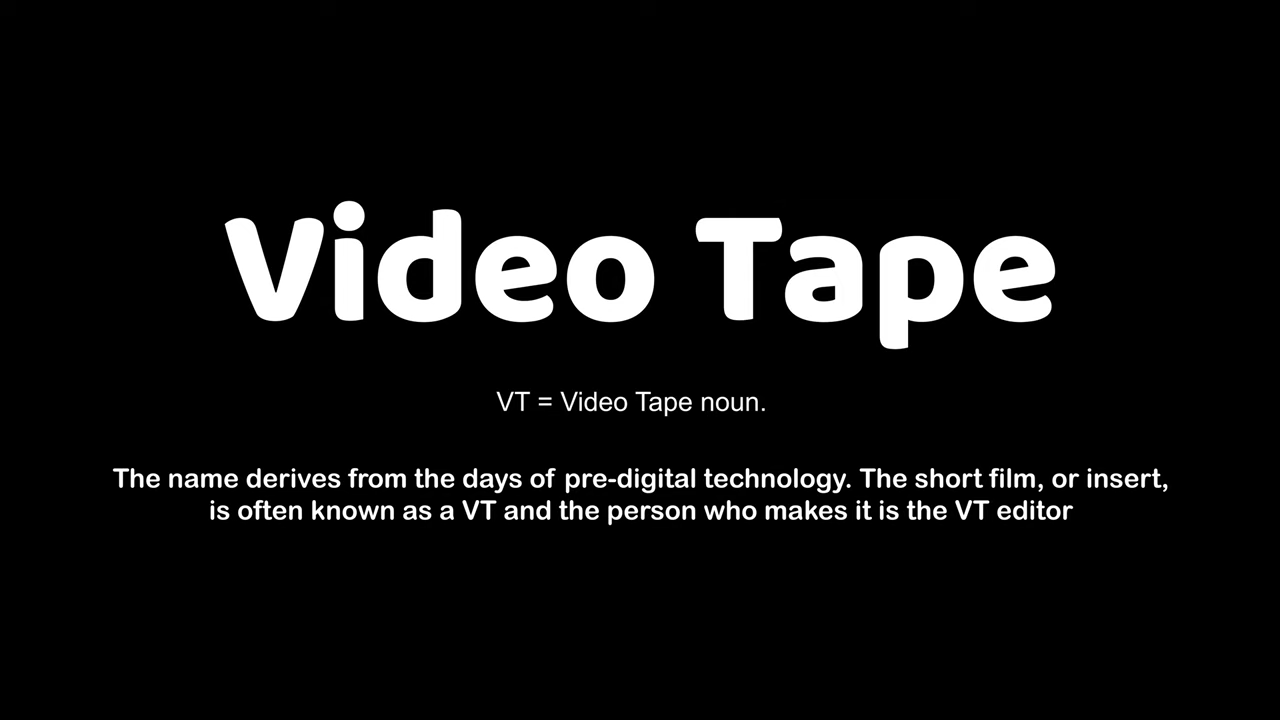 Video Tape
VT = Video Tape noun.
The name derives from the days of pre-digital technology. The short film, or insert,
is often known as a VT and the person who makes it is the VT editor